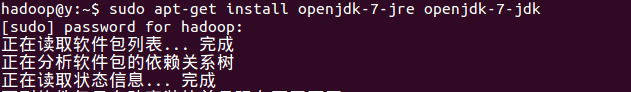 hadoop@y:~$ sudo apt-get install openjdk-7-jre openjdk-7-jdk
[sudo] password for hadoop:
正在读取软件包列表... 完成
正在分析软件包的依赖关系树
正在读取状态信息... 完成